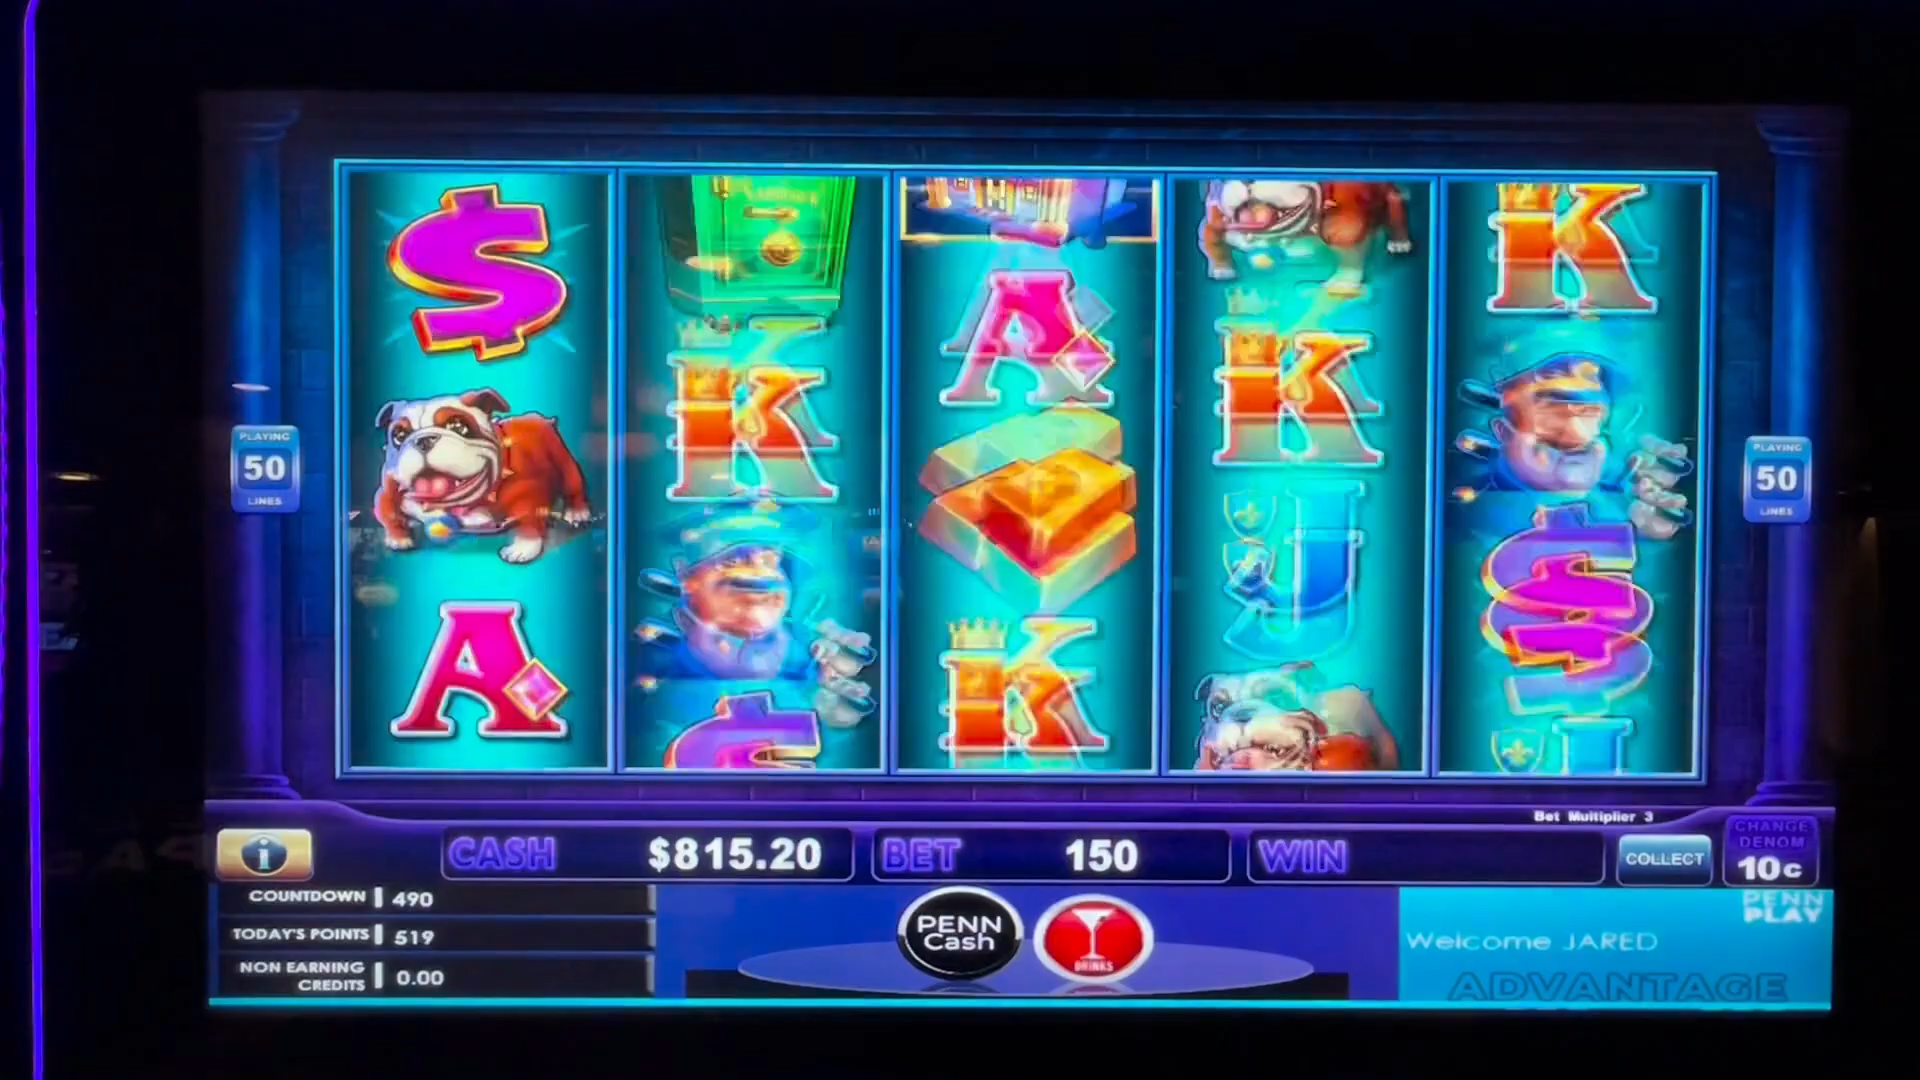 PLAYING
50
LINES
PLAYING
50
LINES
A
K
A
K
K
J
K
J
Bet Multiplier 3
CASH $815.20
BET 150
WIN
COLLECT
CHANGE
DENOM
10¢
COUNTDOWN 490
TODAY'S POINTS 519
NON EARNING
CREDITS 0.00
PENN
Cash
DRINKS
PENN
PLAY
Welcome JARED
ADVANTAGE